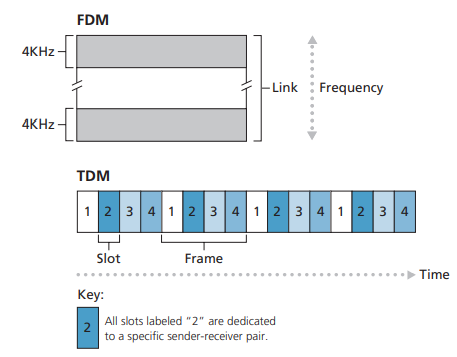 FDM
4KHz
Link
Frequency
4KHz
TDM
1 2 3 4 1 2 3 4 1 2 3 4 1 2 3 4
Slot
Frame
Time
Key:
2
All slots labeled “2” are dedicated
to a specific sender-receiver pair.